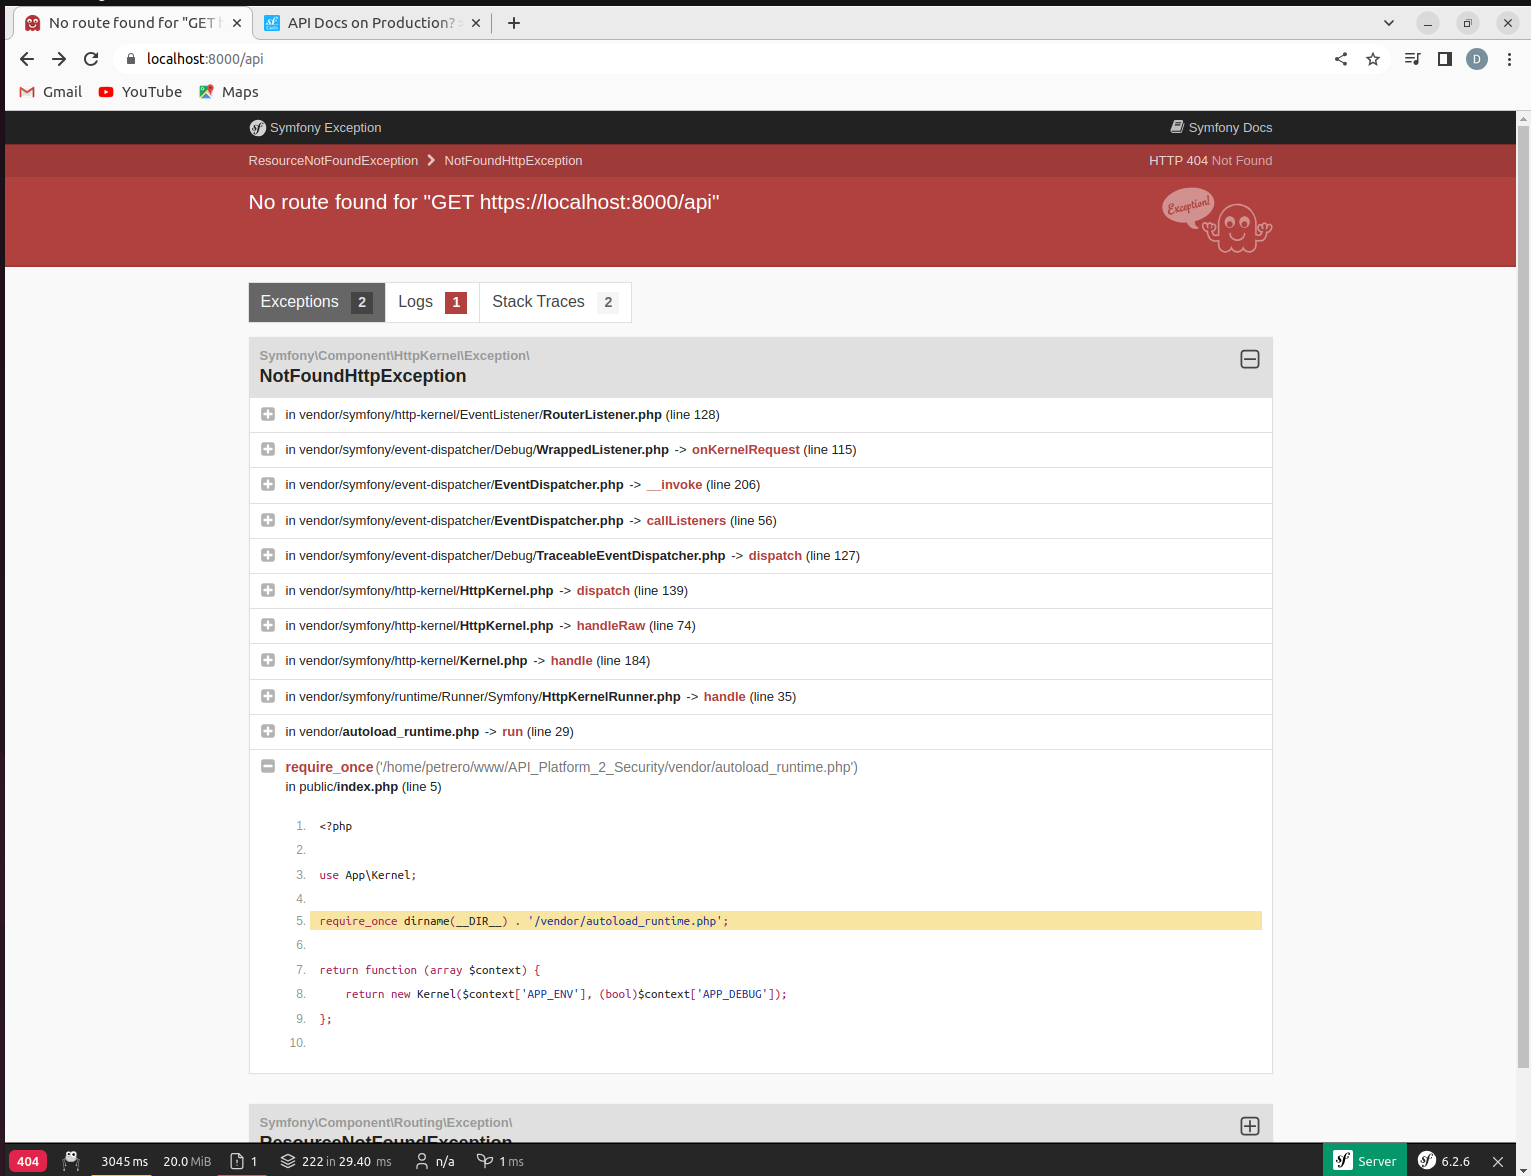 No route found for "GET h
API Docs on Production? :
localhost:8000/api
D
Gmail
YouTube
Maps
Symfony Exception
Symfony Docs
ResourceNotFoundException
NotFoundHttpException
HTTP 404 Not Found
No route found for "GET https://localhost:8000/api"
Exception!
Exceptions 2
Logs 1
Stack Traces 2
Symfony\Component\HttpKernel\Exception\
NotFoundHttpException
in vendor/symfony/http-kernel/EventListener/RouterListener.php (line 128)
in vendor/symfony/event-dispatcher/Debug/WrappedListener.php -> onKernelRequest (line 115)
in vendor/symfony/event-dispatcher/EventDispatcher.php -> __invoke (line 206)
in vendor/symfony/event-dispatcher/EventDispatcher.php -> callListeners (line 56)
in vendor/symfony/event-dispatcher/Debug/TraceableEventDispatcher.php -> dispatch (line 127)
in vendor/symfony/http-kernel/HttpKernel.php -> dispatch (line 139)
in vendor/symfony/http-kernel/HttpKernel.php -> handleRaw (line 74)
in vendor/symfony/http-kernel/Kernel.php -> handle (line 184)
in vendor/symfony/runtime/Runner/Symfony/HttpKernelRunner.php -> handle (line 35)
in vendor/autoload_runtime.php -> run (line 29)
require_once('/home/petrero/www/API_Platform_2_Security/vendor/autoload_runtime.php')
in public/index.php (line 5)
1. <?php
2.
3. use App\Kernel;
4.
5. require_once dirname(__DIR__) . '/vendor/autoload_runtime.php';
6.
7. return function (array $context) {
8. return new Kernel($context['APP_ENV'], (bool)$context['APP_DEBUG']);
9. };
10.
Symfony\Component\Routing\Exception\
ResourceNotFoundException
404
3045 ms
20.0 MiB
1
222 in 29.40 ms
n/a
1 ms
Server
6.2.6